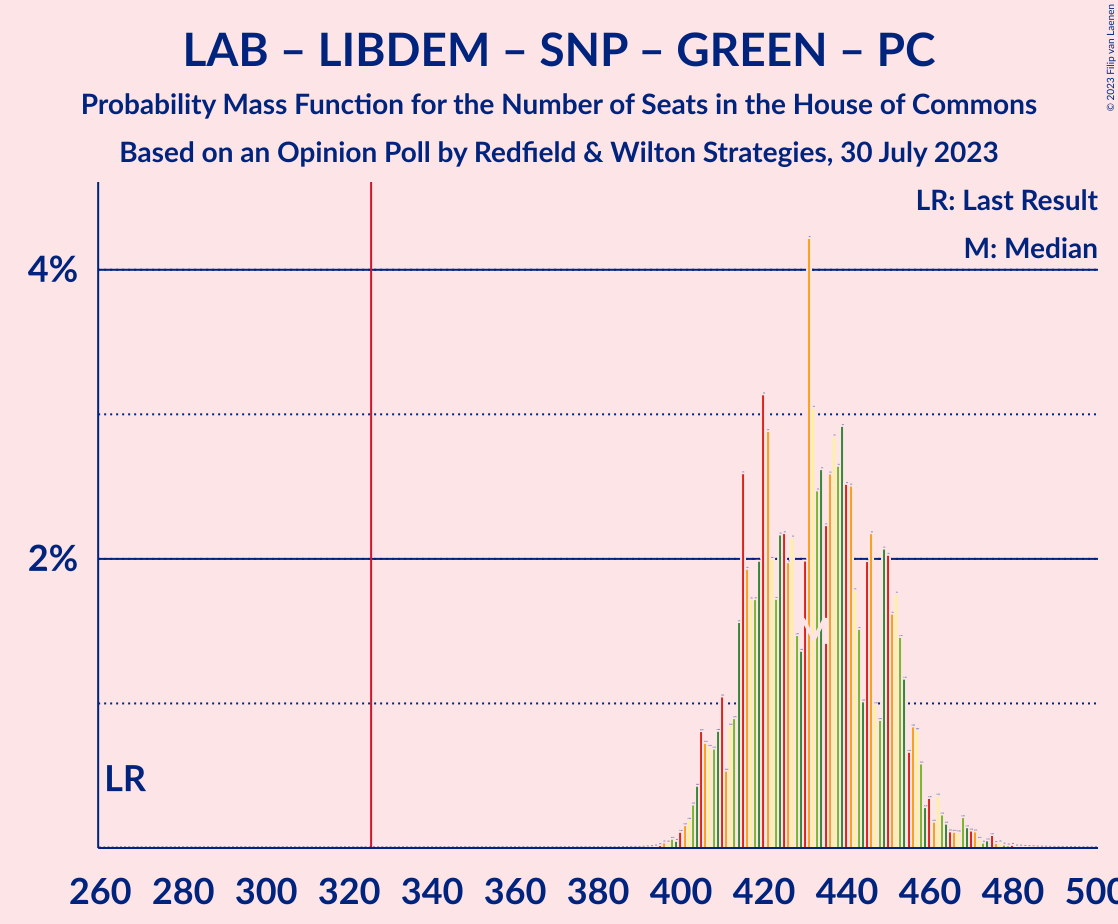 LAB – LIBDEM – SNP – GREEN – PC
Probability Mass Function for the Number of Seats in the House of Commons
Based on an Opinion Poll by Redfield & Wilton Strategies, 30 July 2023
© 2023 Filip van Laenen
LR: Last Result
M: Median
4%
2%
LR
M
260 280 300 320 340 360 380 400 420 440 460 480 500